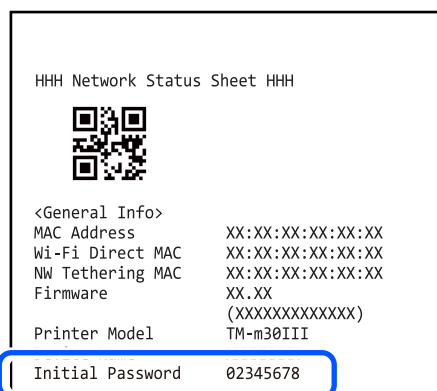 HHH Network Status Sheet HHH
<General Info>
MAC Address XX:XX:XX:XX:XX:XX
Wi-Fi Direct MAC XX:XX:XX:XX:XX:XX
NW Tethering MAC XX:XX:XX:XX:XX:XX
Firmware XX.XX
(XXXXXXXXXXXXX)
Printer Model TM-m30III
Initial Password 02345678